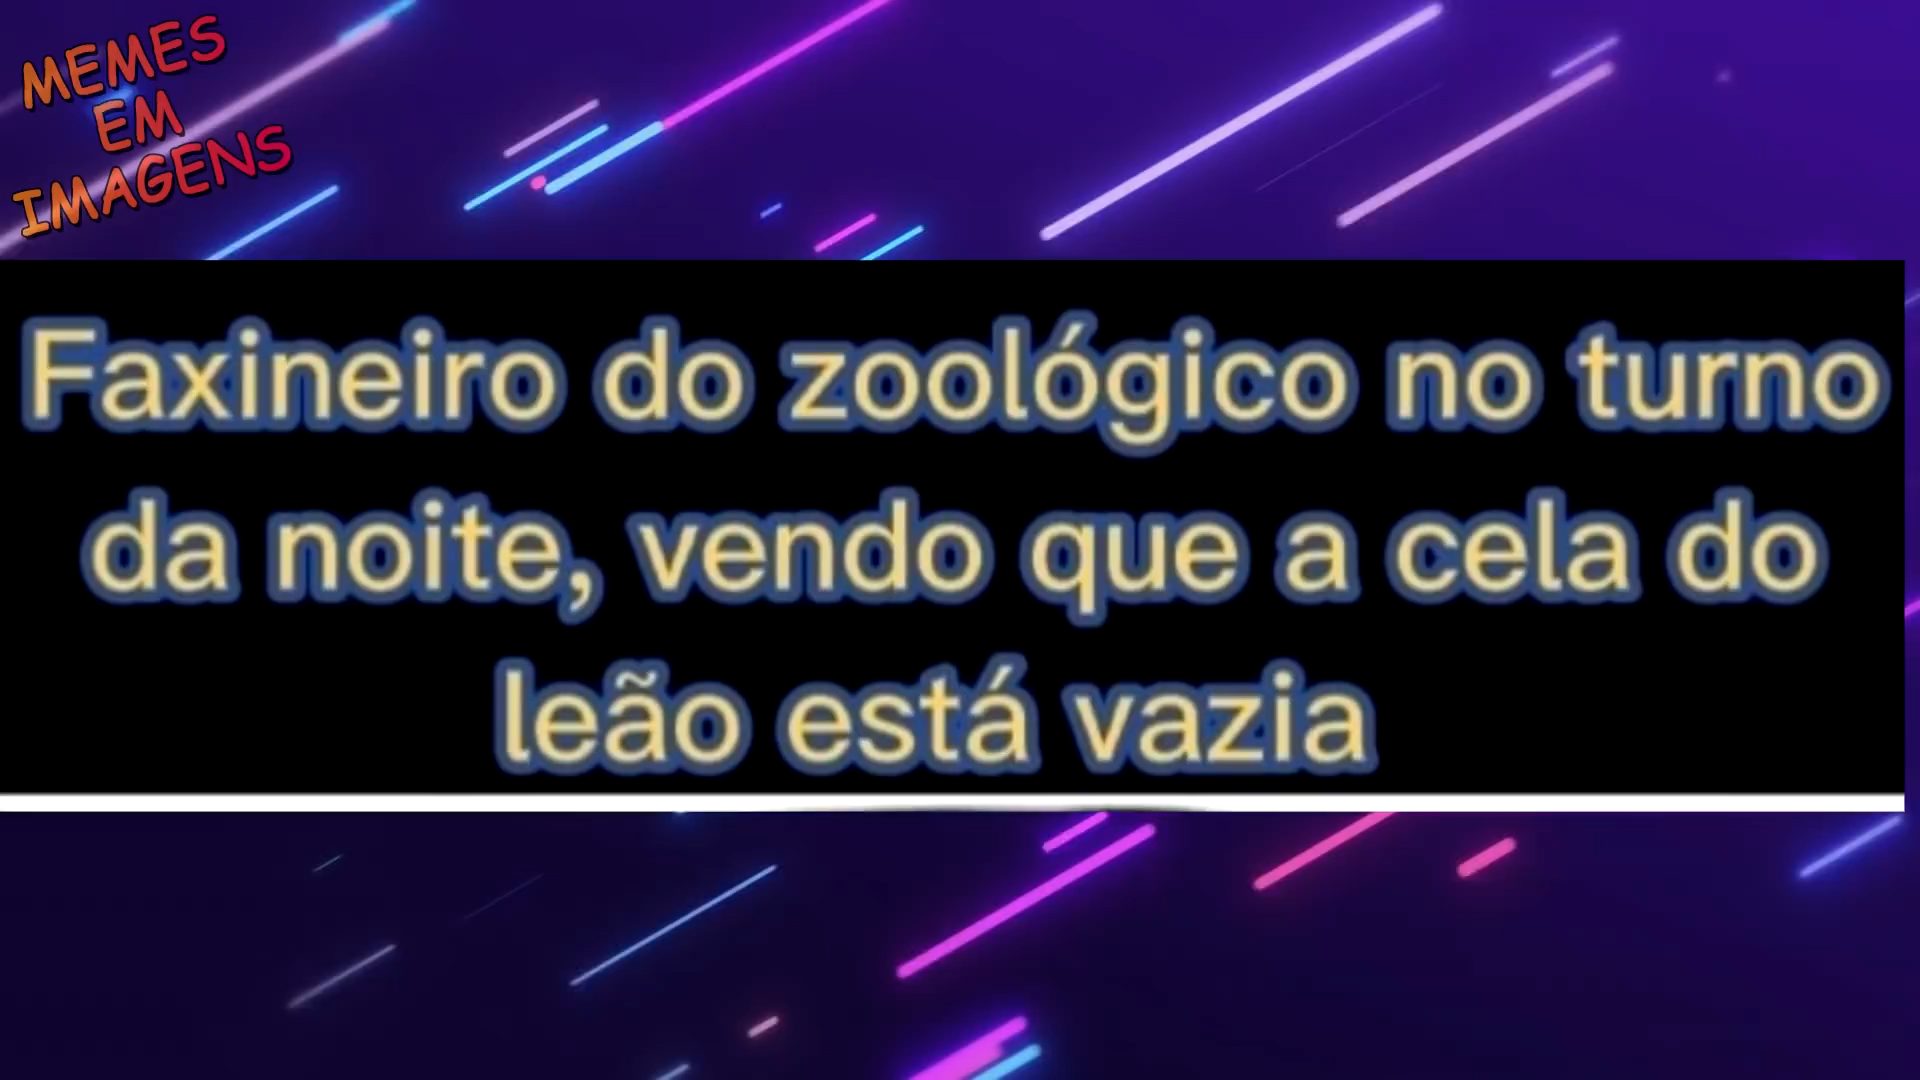 MEMES
EM
IMAGENS
Faxineiro do zoológico no turno
da noite, vendo que a cela do
leão está vazia